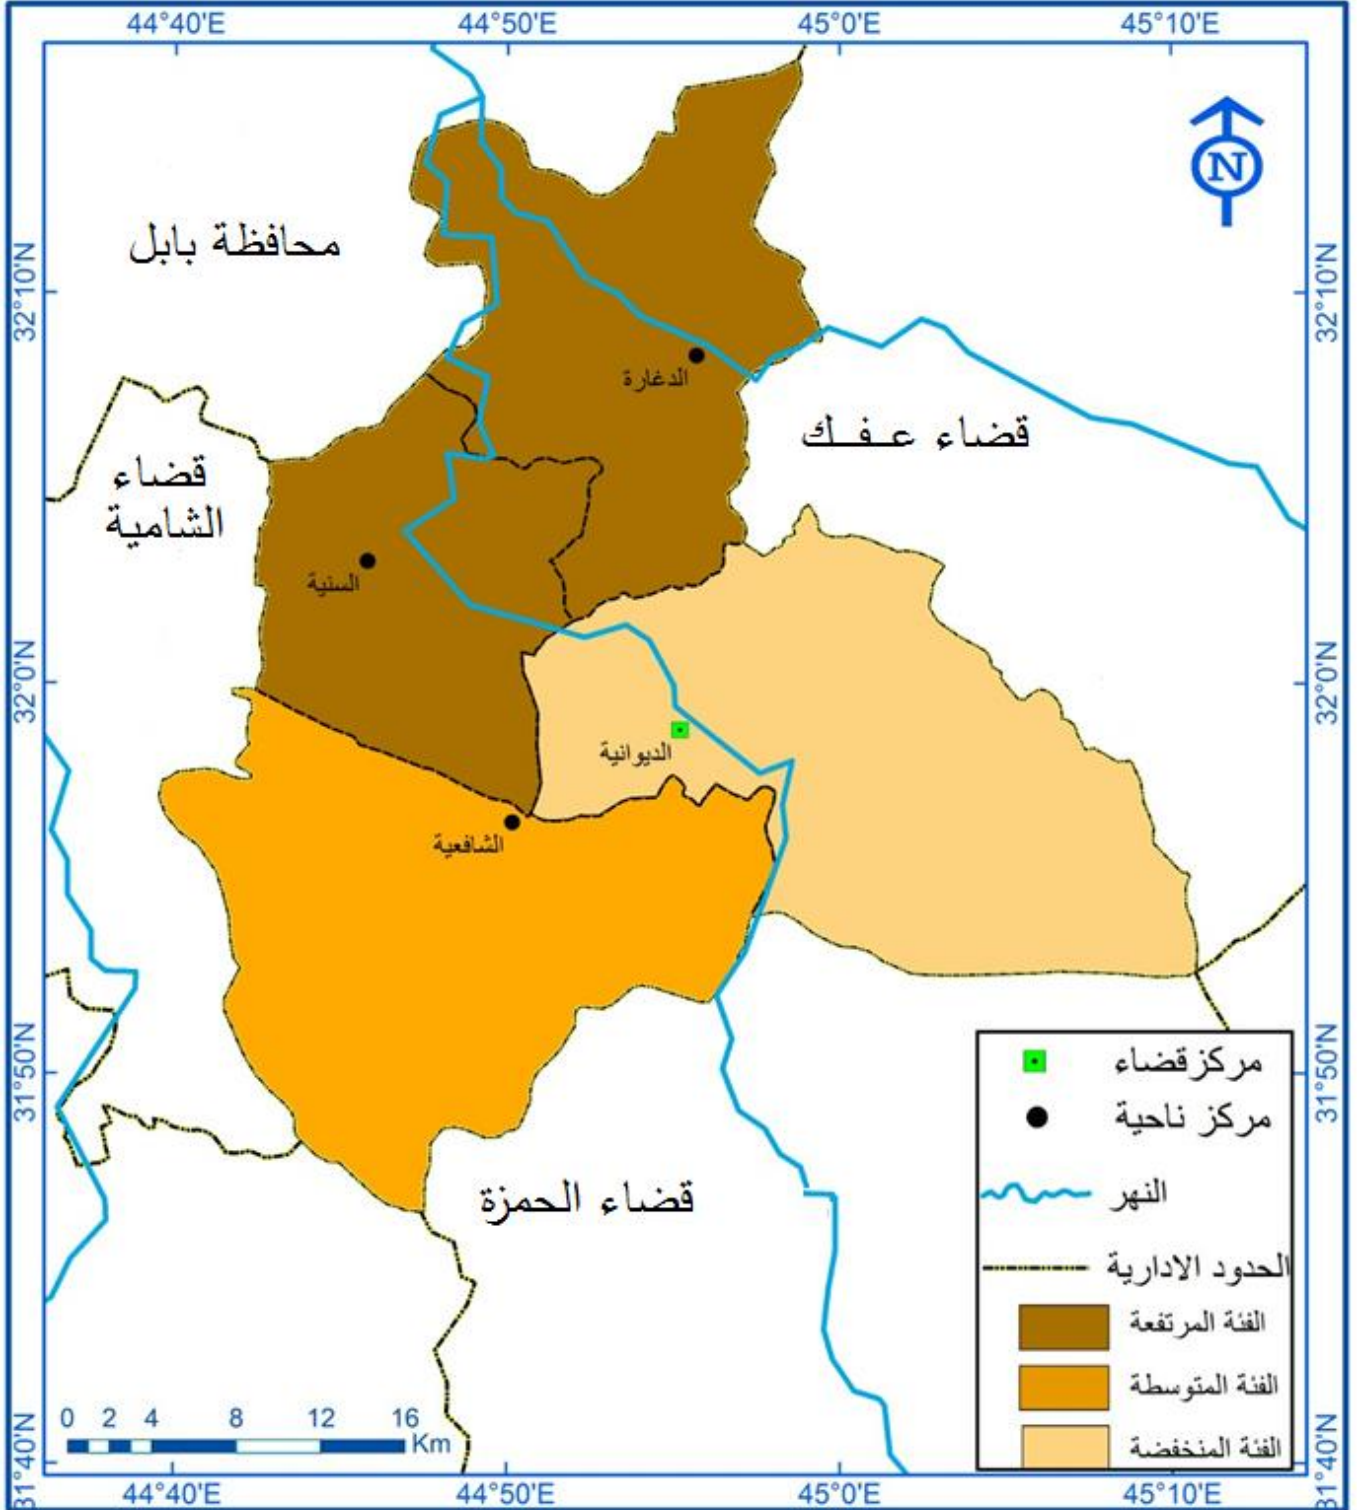 44°40'E 44°50'E 45°0'E 45°10'E
N
محافظة بابل
32°10'N 32°10'N
الدغارة
قضاء عـفـك
قضاء
الشامية
السنية
32°0'N 32°0'N
الديوانية
الشافعية
31°50'N 31°50'N
مركزقضاء
مركز ناحية
قضاء الحمزة
النهر
الحدود الادارية
الفئة المرتفعة
الفئة المتوسطة
الفئة المنخفضة
0 2 4 8 12 16
Km
31°40'N 31°40'N
44°40'E 44°50'E 45°0'E 45°10'E